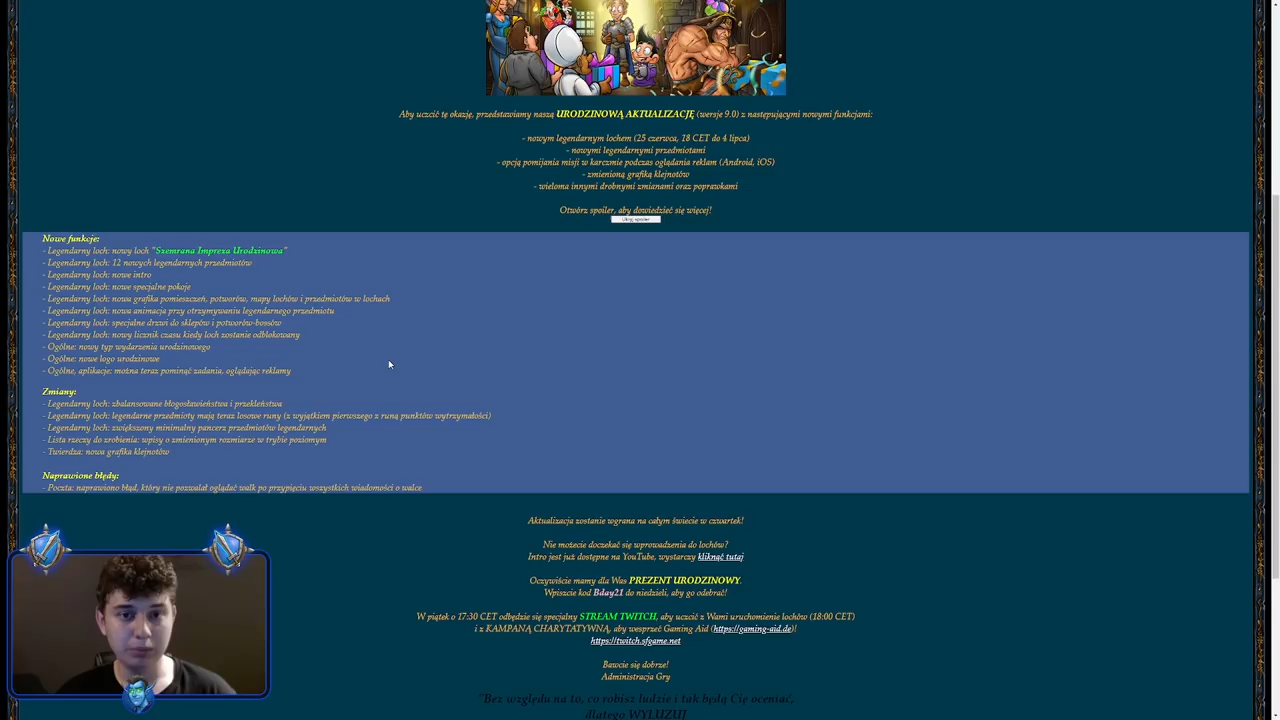 Aby uczcić tę okazję, przedstawiamy naszą URODZINOWĄ AKTUALIZACJĘ (wersję 9.0) z następującymi nowymi funkcjami:
- nowym legendarnym lochem (25 czerwca, 18 CET do 4 lipca)
- nowymi legendarnymi przedmiotami
- opcją pomijania misji w karczmie podczas oglądania reklam (Android, iOS)
- zmienioną grafiką klejnotów
- wieloma innymi drobnymi zmianami oraz poprawkami
Otwórz spoiler, aby dowiedzieć się więcej!
Ukryj spoiler
Nowe funkcje:
- Legendarny loch: nowy loch "Szemrana Impreza Urodzinowa"
- Legendarny loch: 12 nowych legendarnych przedmiotów
- Legendarny loch: nowe intro
- Legendarny loch: nowe specjalne pokoje
- Legendarny loch: nowa grafika pomieszczeń, potworów, mapy lochów i przedmiotów w lochach
- Legendarny loch: nowa animacja przy otrzymywaniu legendarnego przedmiotu
- Legendarny loch: specjalne drzwi do sklepów i potworów-bossów
- Legendarny loch: nowy licznik czasu kiedy loch zostanie odblokowany
- Ogólne: nowy typ wydarzenia urodzinowego
- Ogólne: nowe logo urodzinowe
- Ogólne, aplikacje: można teraz pominąć zadania, oglądając reklamy
Zmiany:
- Legendarny loch: zbalansowane błogosławieństwa i przekleństwa
- Legendarny loch: legendarne przedmioty mają teraz losowe runy (z wyjątkiem pierwszego z runą punktów wytrzymałości)
- Legendarny loch: zwiększony minimalny pancerz przedmiotów legendarnych
- Lista rzeczy do zrobienia: wpisy o zmienionym rozmiarze w trybie poziomym
- Twierdza: nowa grafika klejnotów
Naprawione błędy:
- Poczta: naprawiono błąd, który nie pozwalał oglądać walk po przypięciu wszystkich wiadomości o walce
Aktualizacja zostanie wgrana na całym świecie w czwartek!
Nie możecie doczekać się wprowadzenia do lochów?
Intro jest już dostępne na YouTube, wystarczy kliknąć tutaj
Oczywiście mamy dla Was PREZENT URODZINOWY.
Wpiszcie kod Bday21 do niedzieli, aby go odebrać!
W piątek o 17:30 CET odbędzie się specjalny STREAM TWITCH, aby uczcić z Wami uruchomienie lochów (18:00 CET)
i z KAMPANĄ CHARYTATYWNĄ, aby wesprzeć Gaming Aid (https://gaming-aid.de)!
https://twitch.sfgame.net
Bawcie się dobrze!
Administracja Gry
"Bez względu na to, co robisz ludzie i tak będą Cię oceniać,
dlatego WYLUZUJ